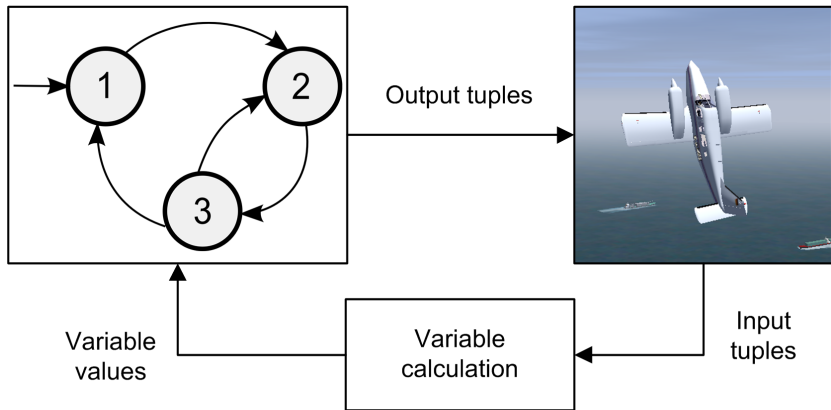 1
2
3
Output tuples
Input
tuples
Variable
calculation
Variable
values